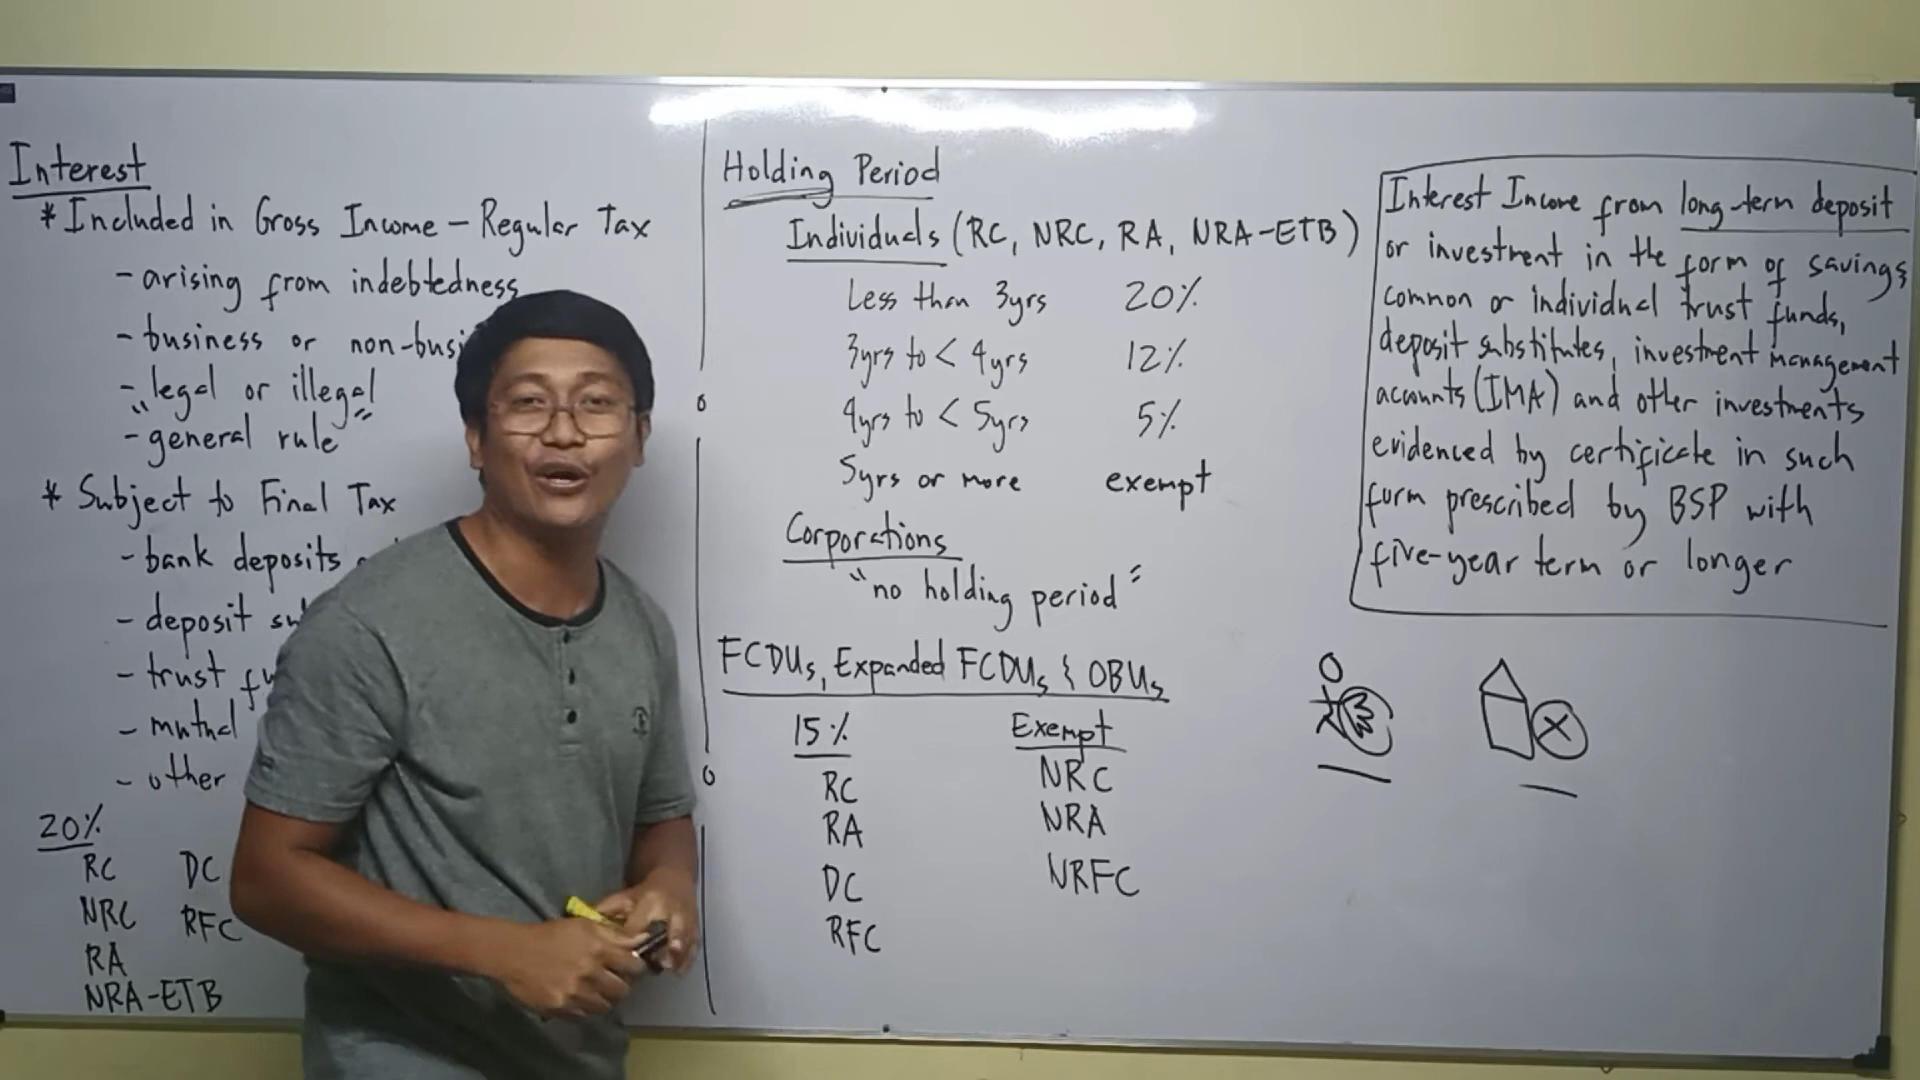 Interest
* Included in Gross Income - Regular Tax
- arising from indebtedness
- business or non-busi
- legal or illegal
- "general rule"
* Subject to Final Tax
- bank deposits
- deposit su
- trust fu
- mutual
- other
20%
RC DC
NRC RFC
RA
NRA-ETB
Holding Period
Individuals (RC, NRC, RA, NRA-ETB)
Less than 3yrs 20%
3yrs to < 4yrs 12%
4yrs to < 5yrs 5%
5yrs or more exempt
Corporations
"no holding period"
FCDUs, Expanded FCDUs & OBUs
15% Exempt
RC NRC
RA NRA
DC NRFC
RFC
Interest Income from long-term deposit
or investment in the form of savings
common or individual trust funds,
deposit substitutes, investment management
accounts (IMA) and other investments
evidenced by certificate in such
form prescribed by BSP with
five-year term or longer